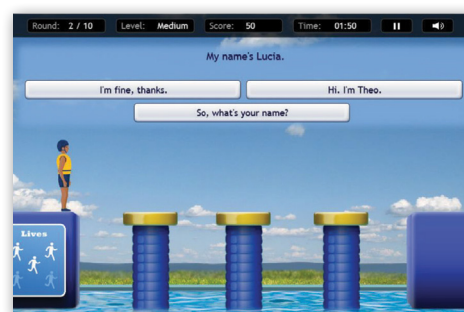 Round: 2 / 10 Level: Medium Score: 50 Time: 01:50
My name's Lucia.
I'm fine, thanks. Hi. I'm Theo.
So, what's your name?
Lives